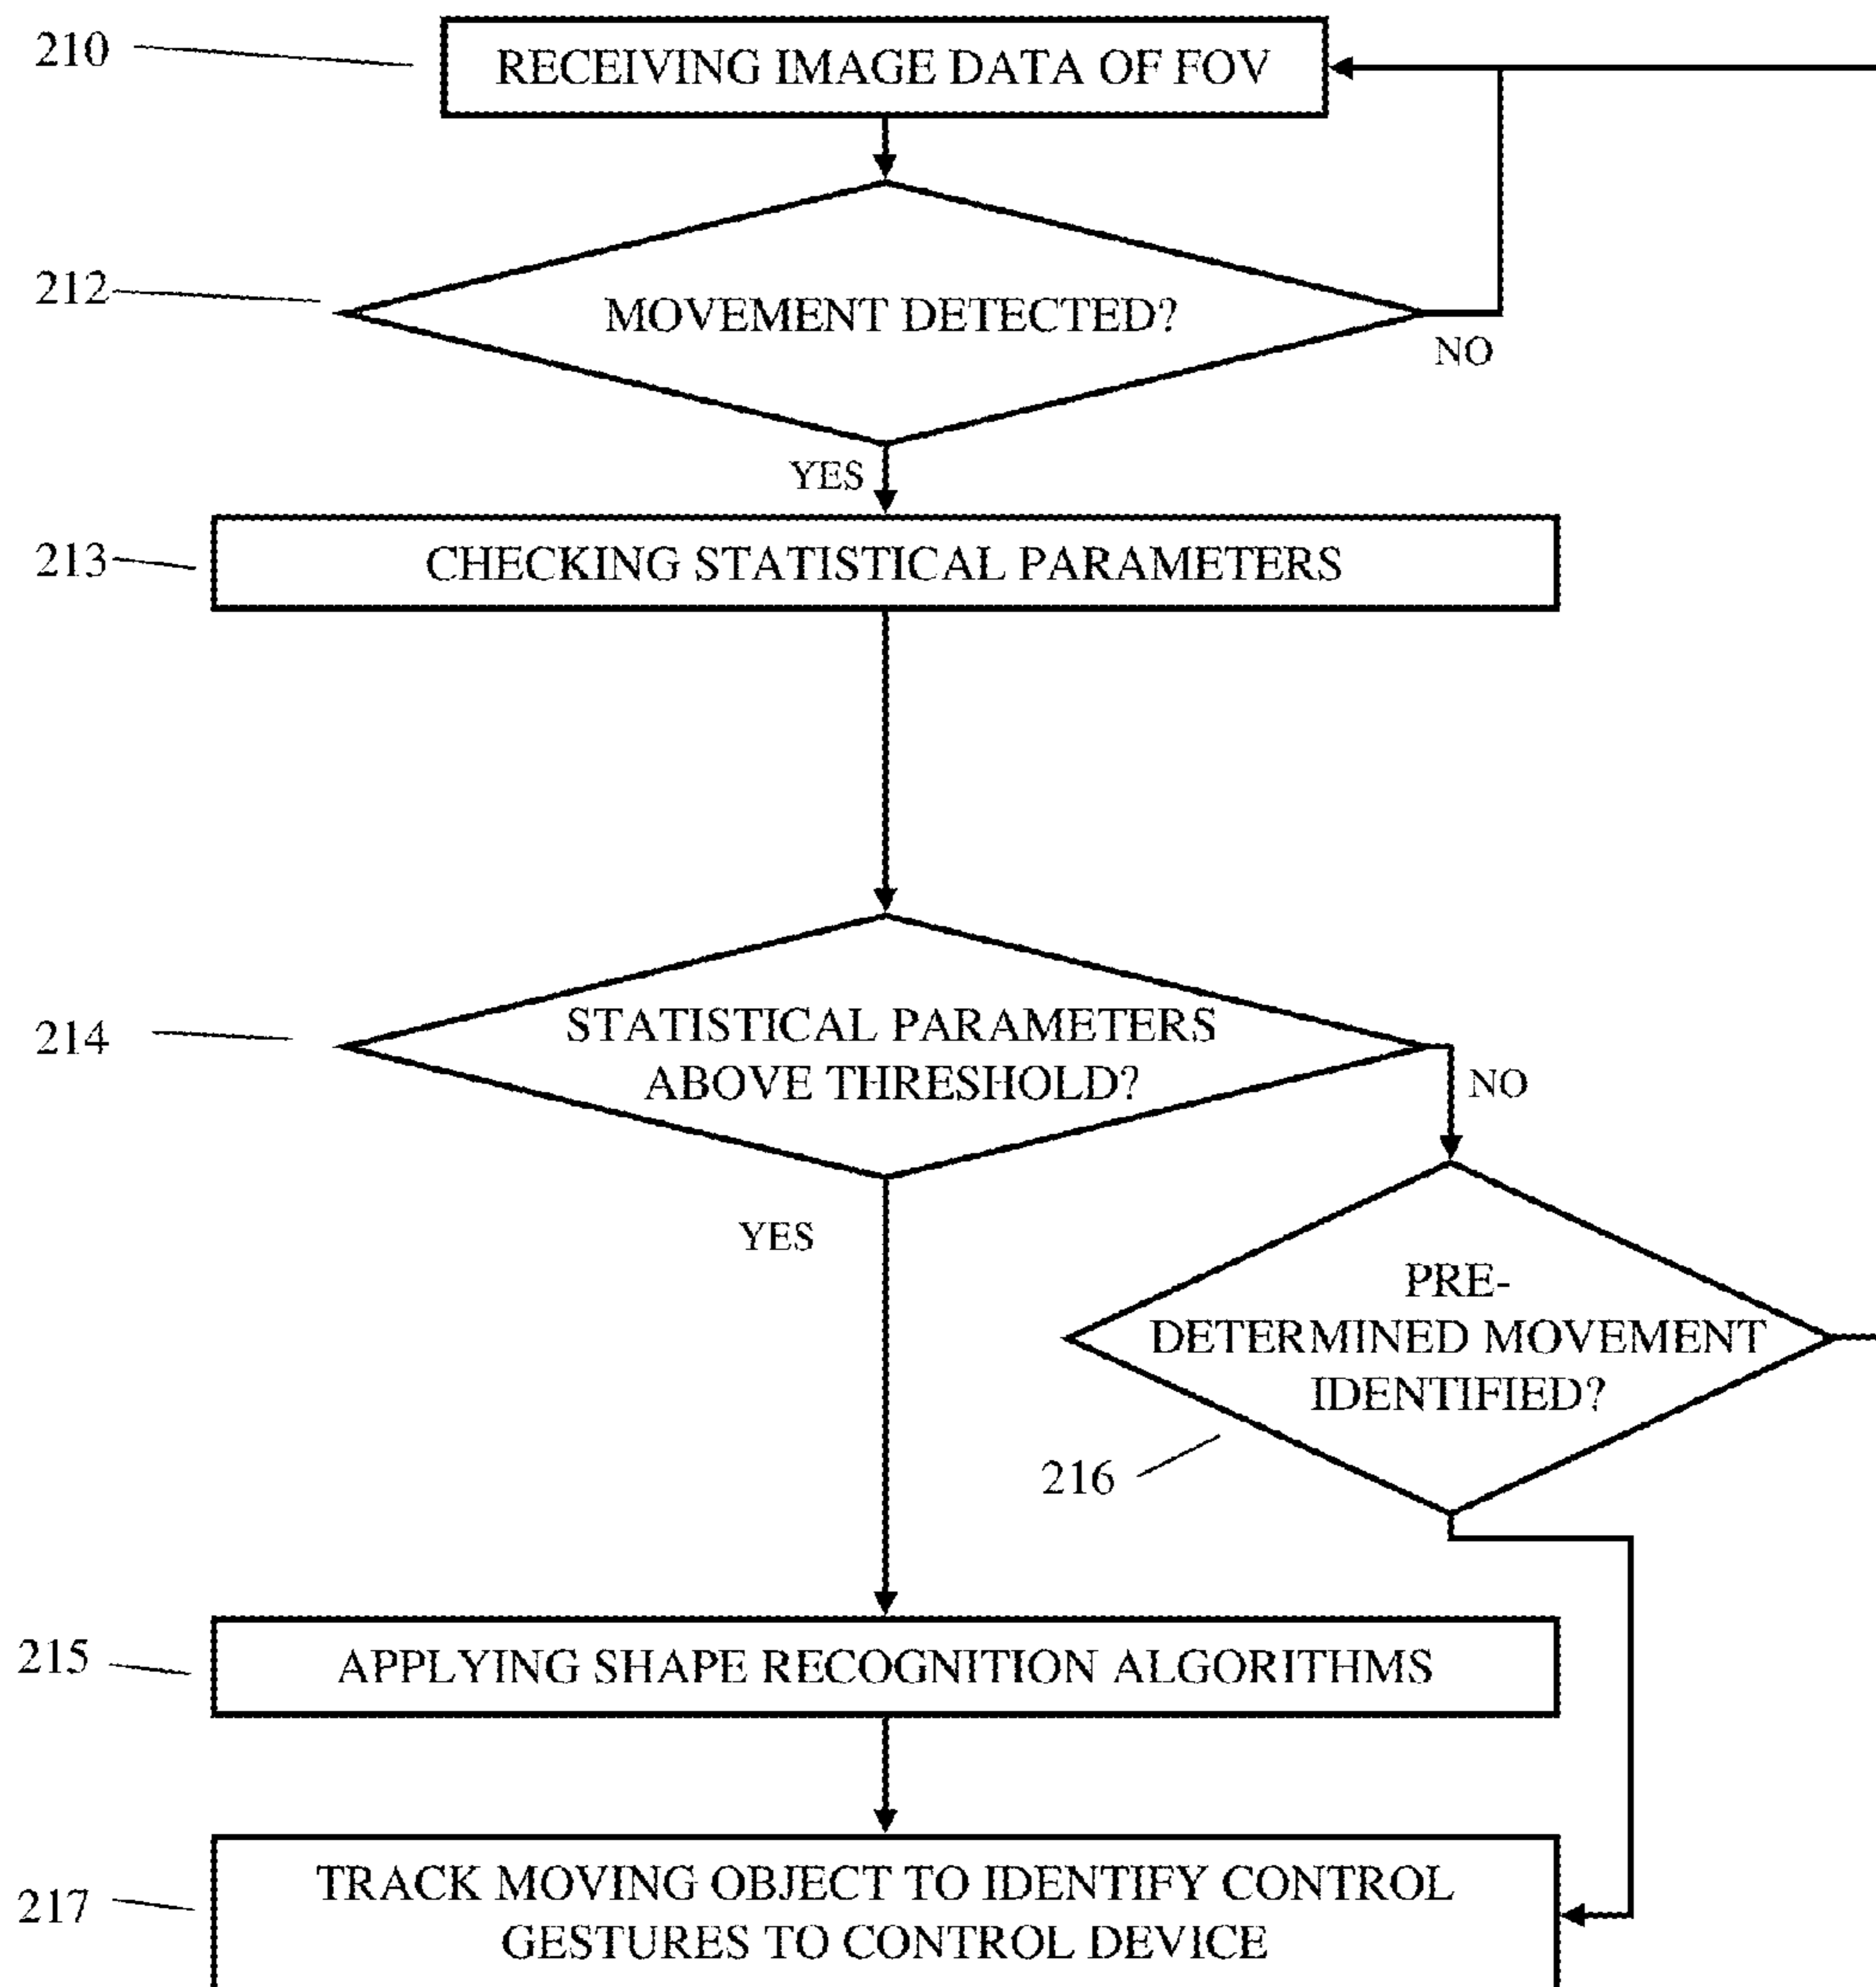 210
RECEIVING IMAGE DATA OF FOV
212
MOVEMENT DETECTED?
NO
YES
213
CHECKING STATISTICAL PARAMETERS
214
STATISTICAL PARAMETERS
ABOVE THRESHOLD?
NO
YES
PRE-
DETERMINED MOVEMENT
IDENTIFIED?
216
215
APPLYING SHAPE RECOGNITION ALGORITHMS
217
TRACK MOVING OBJECT TO IDENTIFY CONTROL
GESTURES TO CONTROL DEVICE